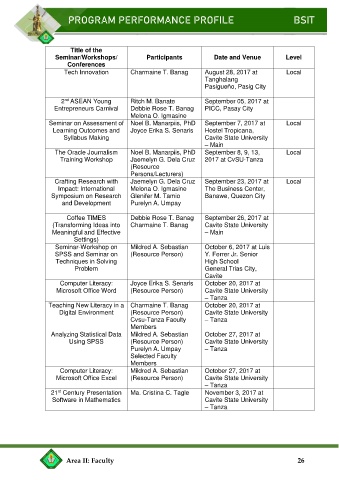 PROGRAM PERFORMANCE PROFILE BSIT
Title of the Seminar/Workshops/ Conferences | Participants | Date and Venue | Level
Tech Innovation | Charmaine T. Banag | August 28, 2017 at Tanghalang Pasigueño, Pasig City | Local
2nd ASEAN Young Entrepreneurs Carnival | Ritch M. Banate Debbie Rose T. Banag Melona O. Igmasine | September 05, 2017 at PICC, Pasay City
Seminar on Assessment of Learning Outcomes and Syllabus Making | Noel B. Manarpiis, PhD Joyce Erika S. Senaris | September 7, 2017 at Hostel Tropicana, Cavite State University – Main | Local
The Oracle Journalism Training Workshop | Noel B. Manarpiis, PhD Jaemelyn G. Dela Cruz (Resource Persons/Lecturers) | September 8, 9, 13, 2017 at CvSU-Tanza | Local
Crafting Research with Impact: International Symposium on Research and Development | Jaemelyn G. Dela Cruz Melona O. Igmasine Glenifer M. Tamio Purelyn A. Umpay | September 23, 2017 at The Business Center, Banawe, Quezon City | Local
Coffee TIMES (Transforming Ideas into Meaningful and Effective Settings) | Debbie Rose T. Banag Charmaine T. Banag | September 26, 2017 at Cavite State University – Main
Seminar-Workshop on SPSS and Seminar on Techniques in Solving Problem | Mildred A. Sebastian (Resource Person) | October 6, 2017 at Luis Y. Ferrer Jr. Senior High School General Trias City, Cavite
Computer Literacy: Microsoft Office Word | Joyce Erika S. Senaris (Resource Person) | October 20, 2017 at Cavite State University – Tanza
Teaching New Literacy in a Digital Environment | Charmaine T. Banag (Resource Person) Cvsu-Tanza Faculty Members | October 20, 2017 at Cavite State University – Tanza
Analyzing Statistical Data Using SPSS | Mildred A. Sebastian (Resource Person) Purelyn A. Umpay Selected Faculty Members | October 27, 2017 at Cavite State University – Tanza
Computer Literacy: Microsoft Office Excel | Mildred A. Sebastian (Resource Person) | October 27, 2017 at Cavite State University – Tanza
21st Century Presentation Software in Mathematics | Ma. Cristina C. Tagle | November 3, 2017 at Cavite State University – Tanza
Area II: Faculty 26